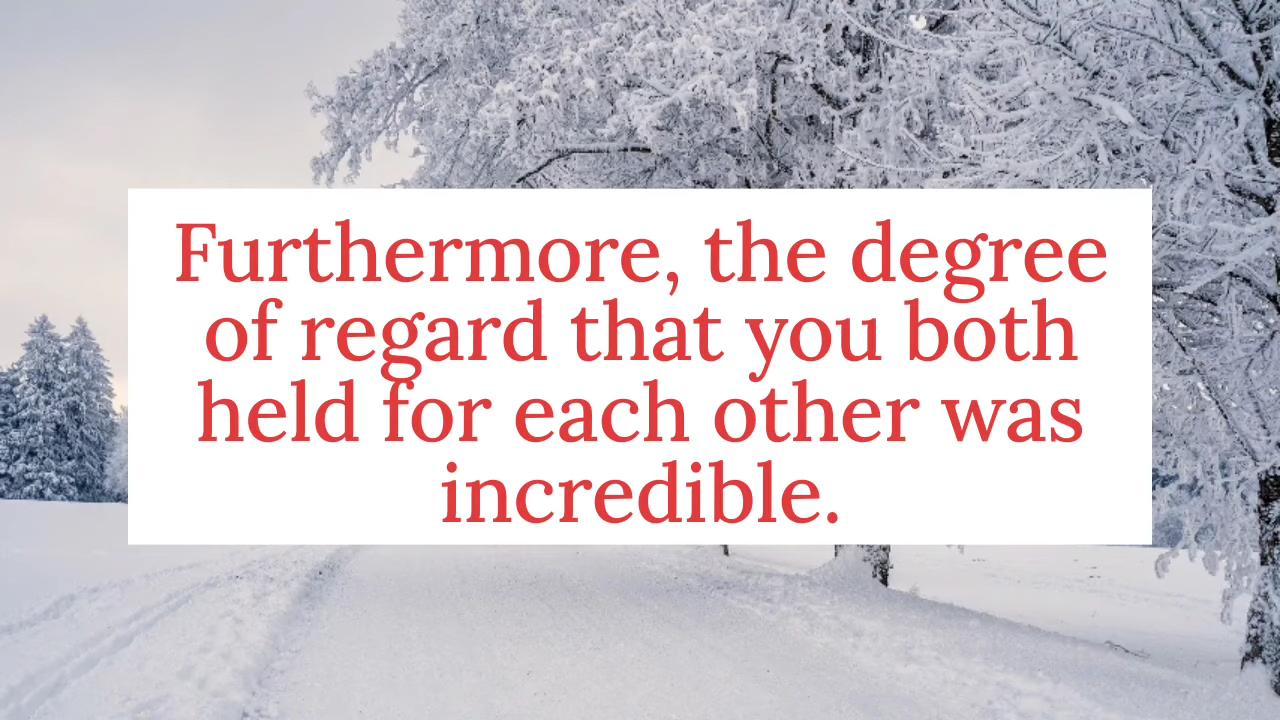 Furthermore, the degree
of regard that you both
held for each other was
incredible.